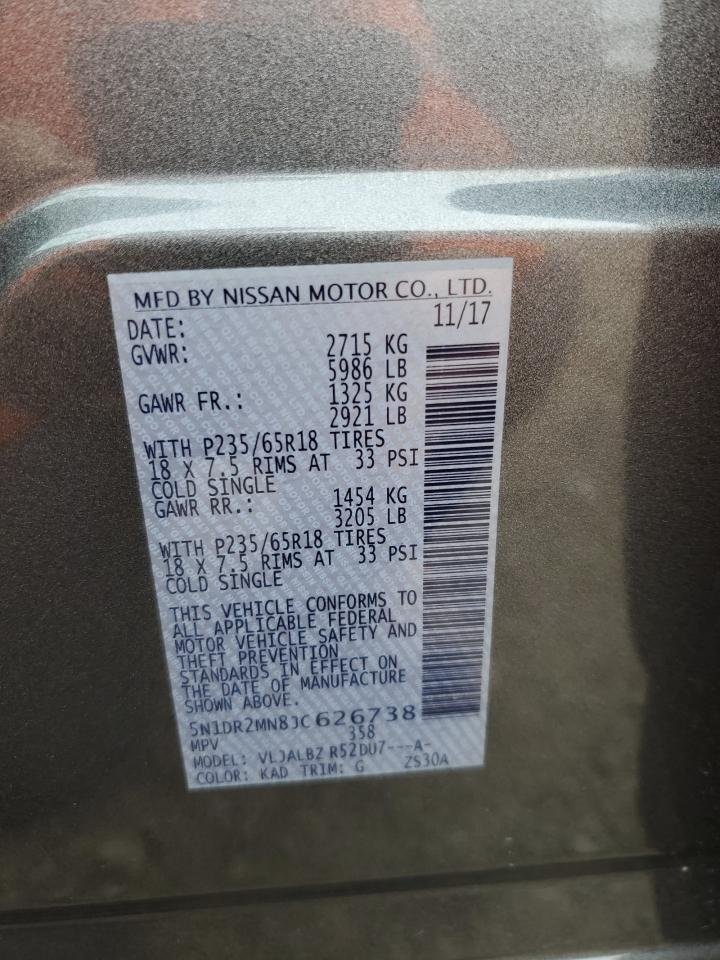 MFD BY NISSAN MOTOR CO., LTD.
DATE: 11/17
GVWR: 2715 KG
5986 LB
GAWR FR.: 1325 KG
2921 LB
WITH P235/65R18 TIRES
18 X 7.5 RIMS AT 33 PSI
COLD SINGLE
GAWR RR.: 1454 KG
3205 LB
WITH P235/65R18 TIRES
18 X 7.5 RIMS AT 33 PSI
COLD SINGLE
THIS VEHICLE CONFORMS TO
ALL APPLICABLE FEDERAL
MOTOR VEHICLE SAFETY AND
THEFT PREVENTION
STANDARDS IN EFFECT ON
THE DATE OF MANUFACTURE
SHOWN ABOVE.
5N1DR2MN8JC626738
MPV 358
MODEL: VLJALBZ R52DU7---A-
COLOR: KAD TRIM: G ZS30A